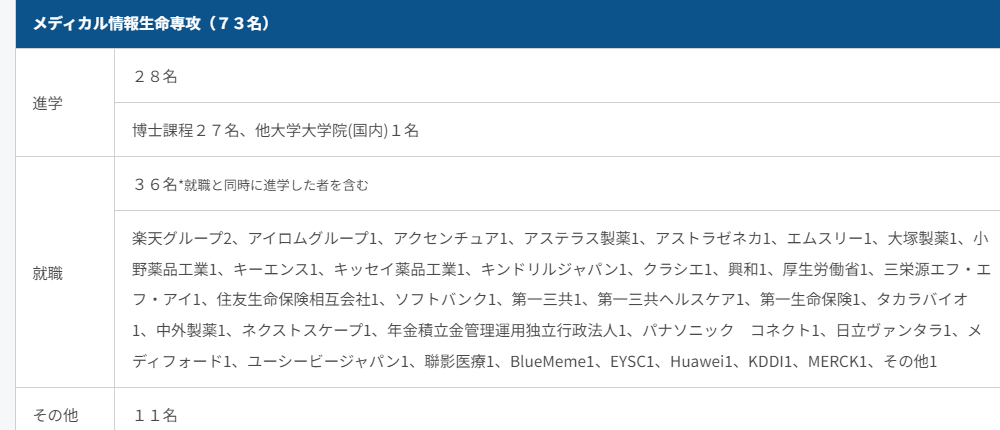 メディカル情報生命専攻（７３名）
進学
２８名
博士課程２７名、他大学大学院(国内)１名
就職
３６名*就職と同時に進学した者を含む
楽天グループ2、アイロムグループ1、アクセンチュア1、アステラス製薬1、アストラゼネカ1、エムスリー1、大塚製薬1、小
野薬品工業1、キーエンス1、キッセイ薬品工業1、キンドリルジャパン1、クラシエ1、興和1、厚生労働省1、三栄源エフ・エ
フ・アイ1、住友生命保険相互会社1、ソフトバンク1、第一三共1、第一三共ヘルスケア1、第一生命保険1、タカラバイオ
1、中外製薬1、ネクストスケープ1、年金積立金管理運用独立行政法人1、パナソニック　コネクト1、日立ヴァンタラ1、メ
ディフォード1、ユーシービージャパン1、聯影医療1、BlueMeme1、EYSC1、Huawei1、KDDI1、MERCK1、その他1
その他
１１名